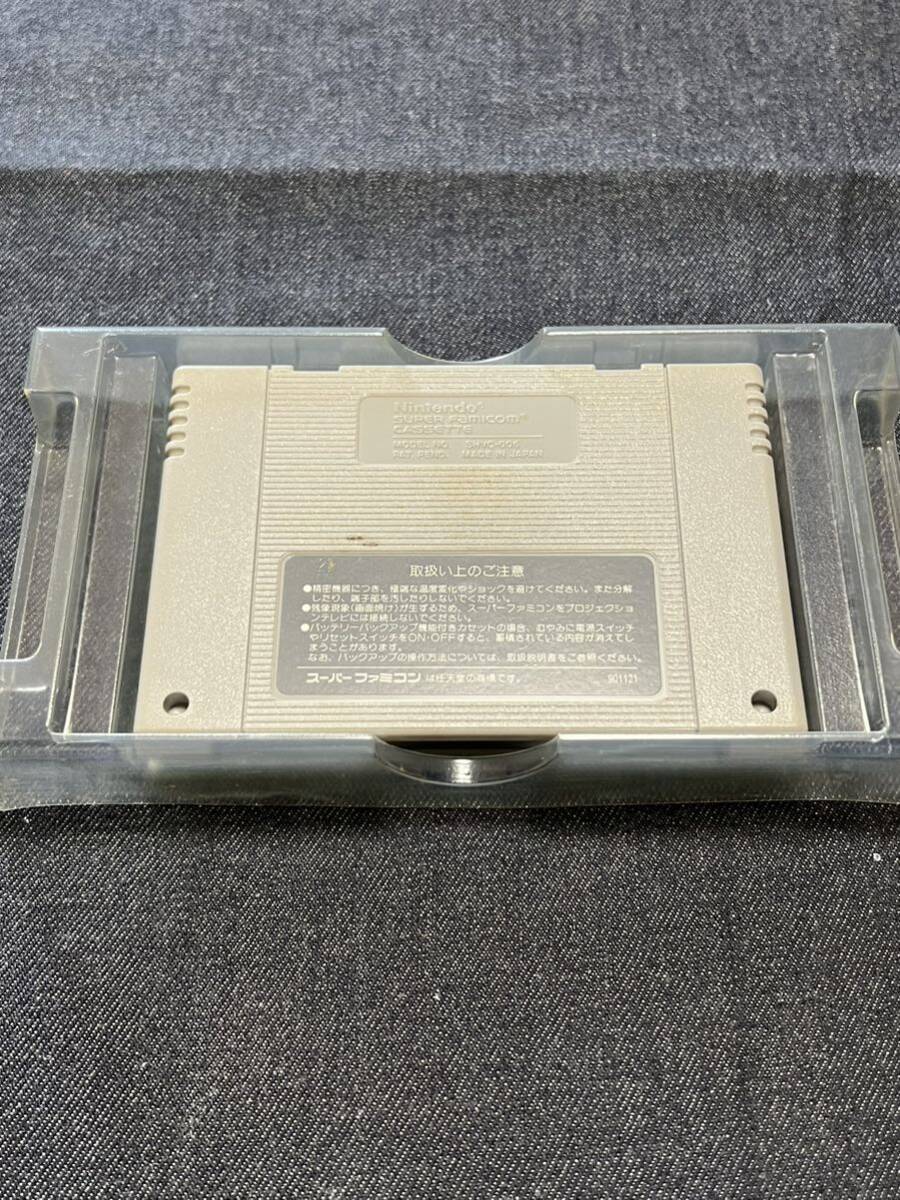 Nintendo®
SUPER FAMICOM™
CASSETTE
MODEL NO. SHVC-006
PAT. PEND. MADE IN JAPAN
取扱い上のご注意
●精密機器につき、極端な温度変化やショックを避けてください。また分解
したり、端子部を汚したりしないでください。
●残像現象(画面焼け)が生ずるため、スーパーファミコンをプロジェクショ
ンテレビには接続しないでください。
●バッテリーバックアップ機能付きカセットの場合、むやみに電源スイッチ
やリセットスイッチをON・OFFすると、蓄積されている内容が消えてし
まうことがあります。
なお、バックアップの操作方法については、取扱説明書をご参照ください。
スーパーファミコンは任天堂の商標です。 901121